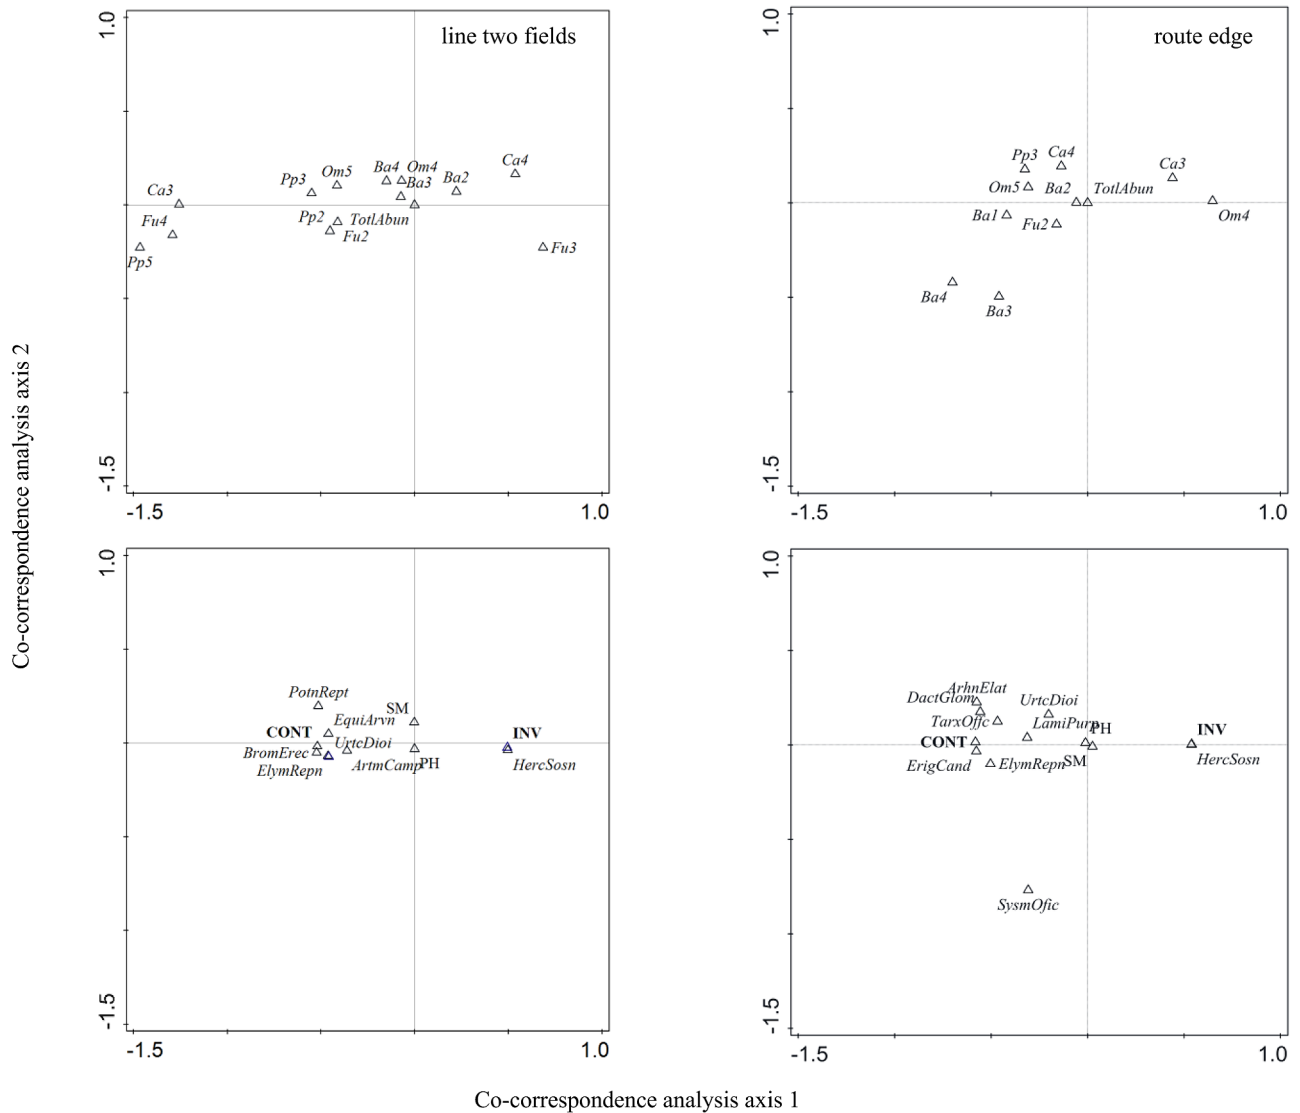 1.0
line two fields
Ca4
Ba4
Om4
Om5
Pp3
Ba3
Ba2
Ca3
Pp2
TotlAbun
Fu4
Fu2
Fu3
Pp5
-1.5
-1.5
1.0
1.0
route edge
Pp3
Ca4
Ca3
Om5
Ba2
TotlAbun
Ba1
Fu2
Om4
Ba4
Ba3
-1.5
-1.5
1.0
Co-correspondence analysis axis 2
1.0
PotnRept
SM
EquiArvn
CONT
INV
UrtcDioi
BromErec
ArtmCamp
PH
HercSosn
ElymRepn
-1.5
-1.5
1.0
1.0
ArhnElat
DactGlom
UrtcDioi
TarxOffc
LamiPurp
PH
INV
CONT
SM
HercSosn
ErigCand
ElymRepn
SysmOfic
-1.5
-1.5
1.0
Co-correspondence analysis axis 1